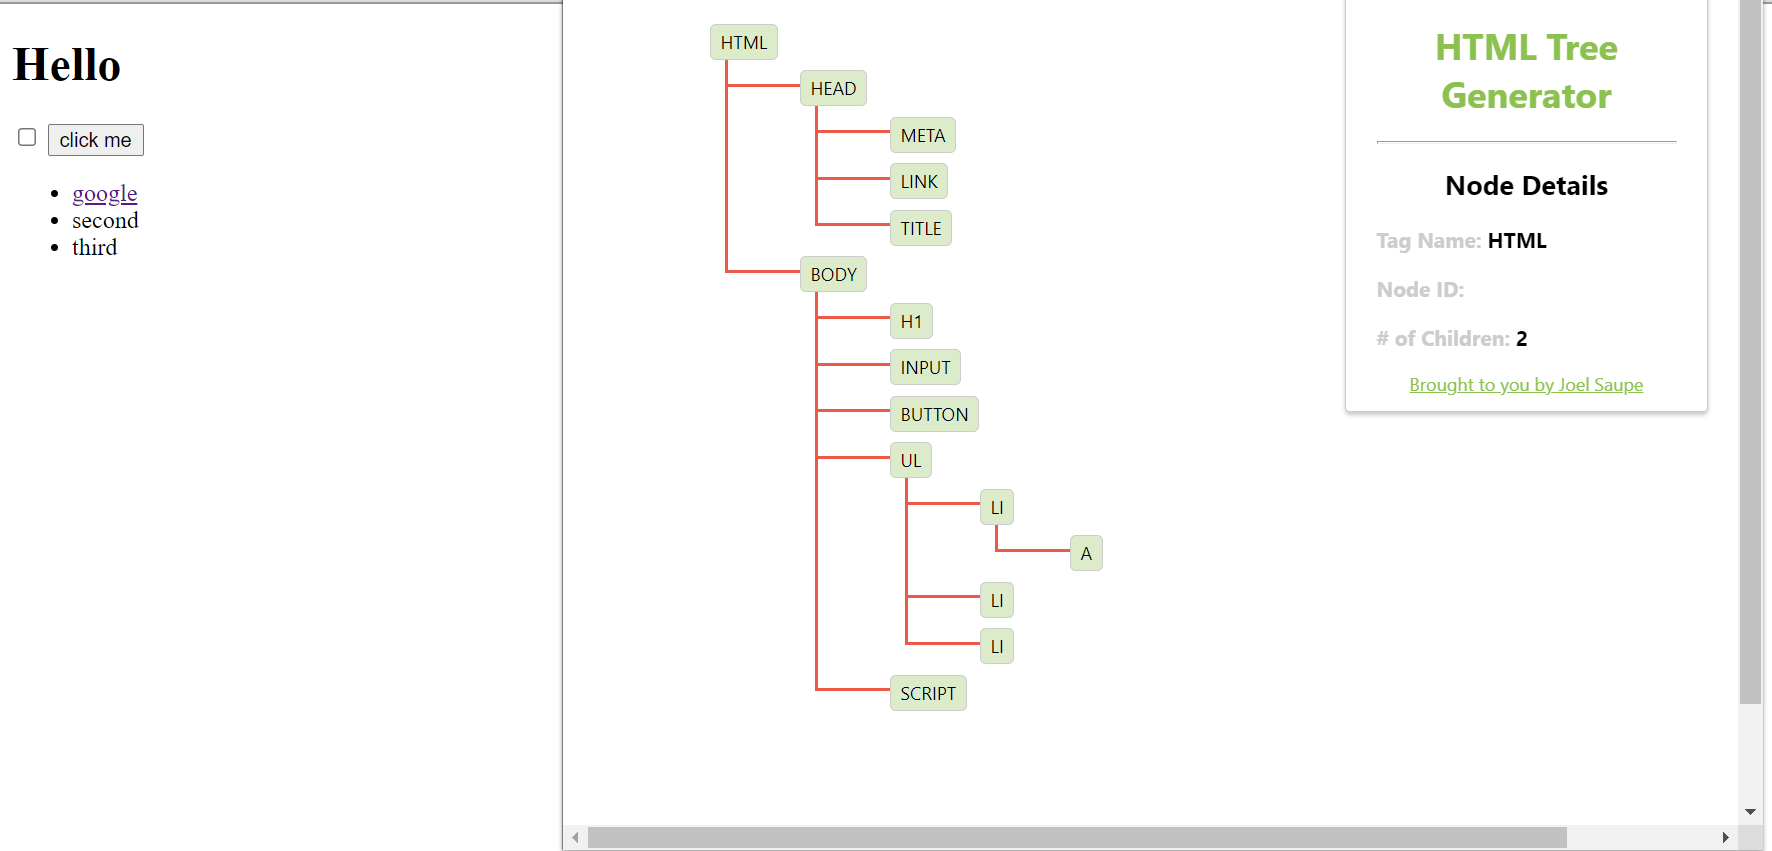 Hello
click me
google
second
third
HTML
HEAD
META
LINK
TITLE
BODY
H1
INPUT
BUTTON
UL
LI
A
LI
LI
SCRIPT
HTML Tree
Generator
Node Details
Tag Name: HTML
Node ID:
# of Children: 2
Brought to you by Joel Saupe